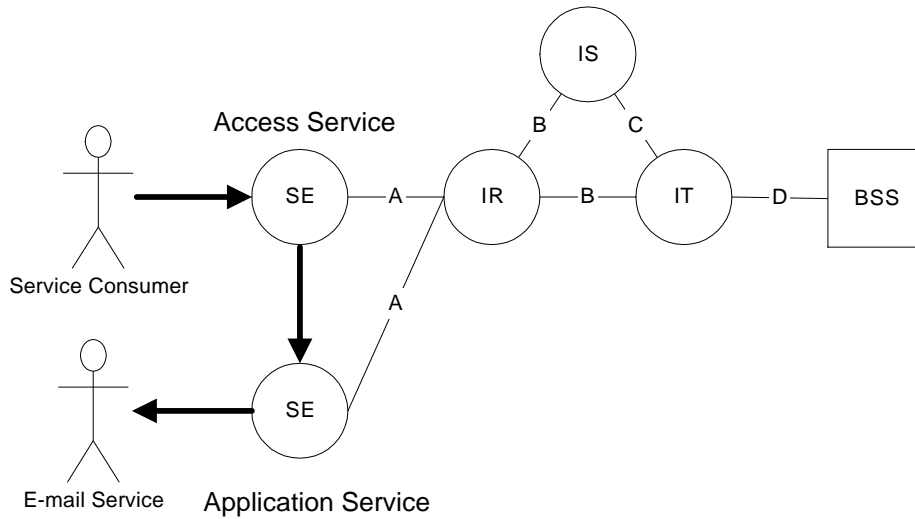 IS
B
C
Access Service
SE
A
IR
B
IT
D
BSS
Service Consumer
A
SE
E-mail Service
Application Service